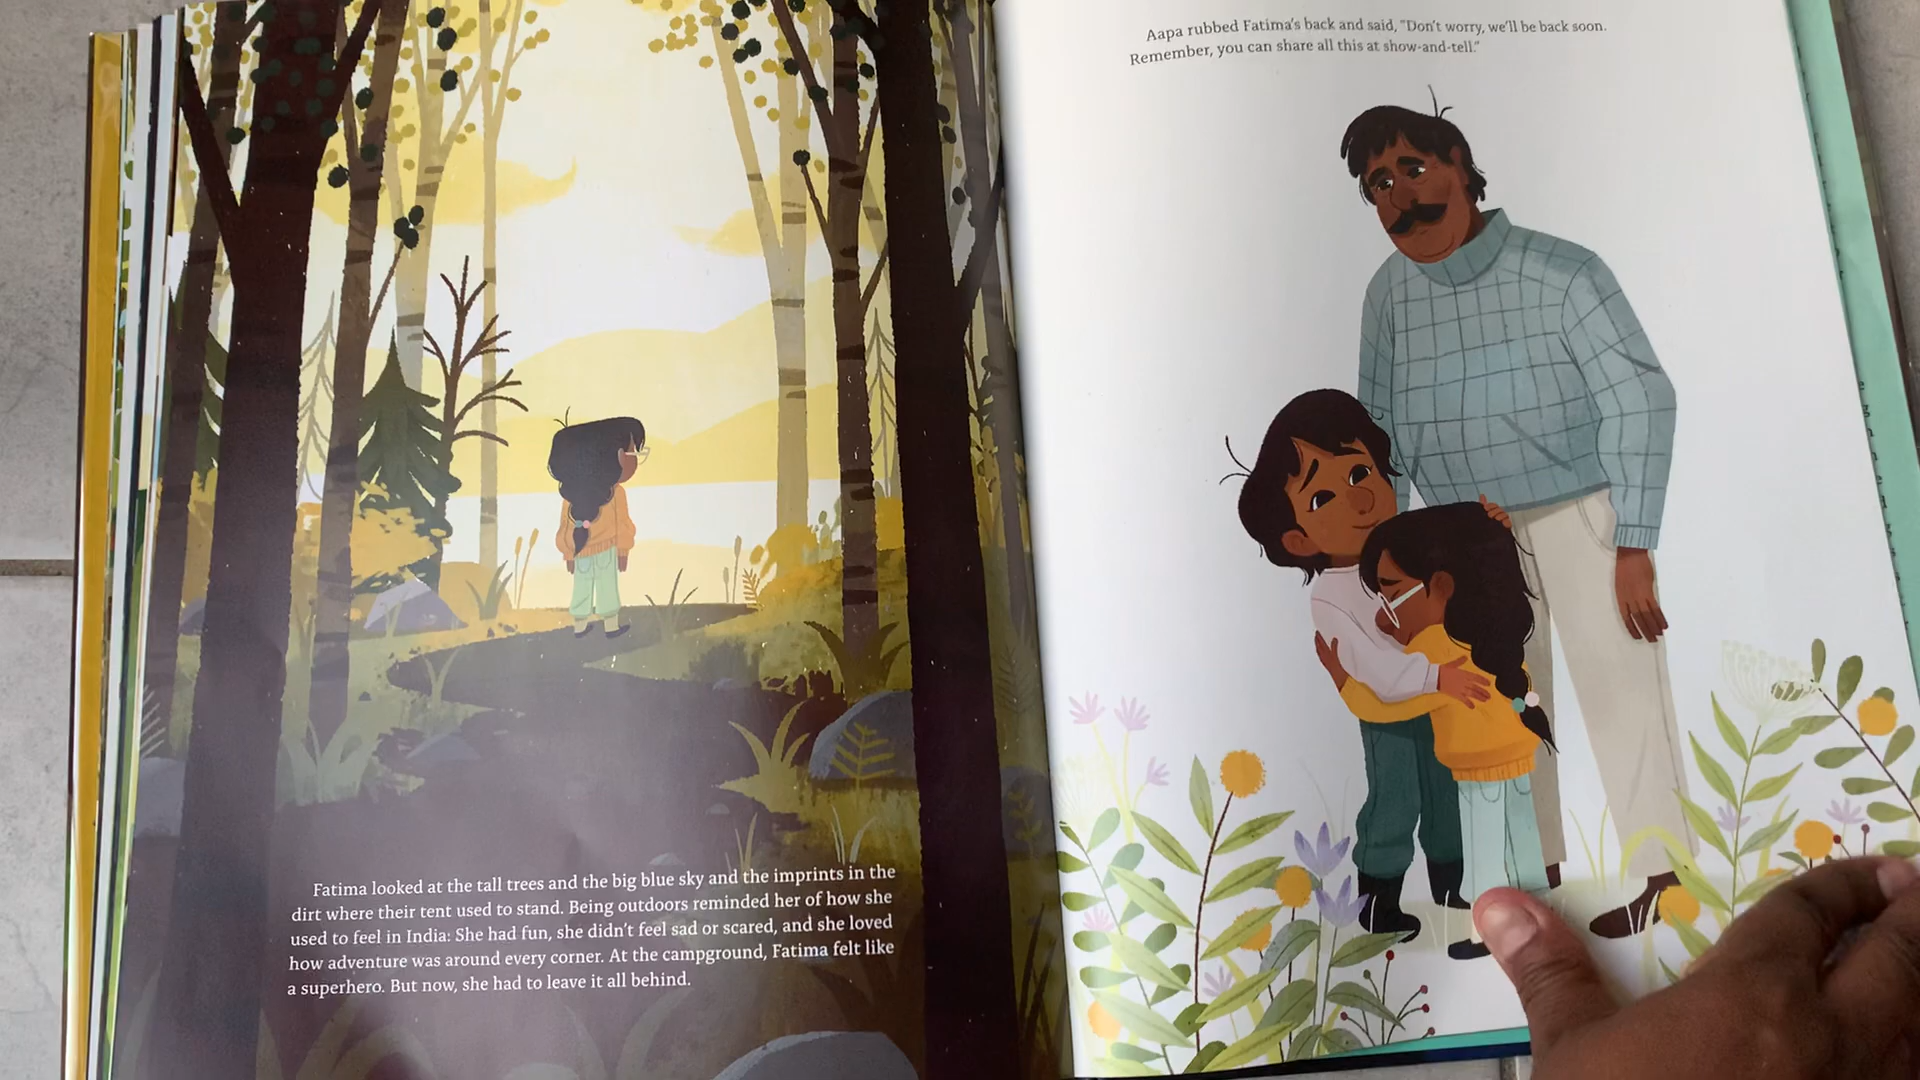 Fatima looked at the tall trees and the big blue sky and the imprints in the
dirt where their tent used to stand. Being outdoors reminded her of how she
used to feel in India: She had fun, she didn't feel sad or scared, and she loved
how adventure was around every corner. At the campground, Fatima felt like
a superhero. But now, she had to leave it all behind.
Aapa rubbed Fatima's back and said, "Don't worry, we'll be back soon.
Remember, you can share all this at show-and-tell."